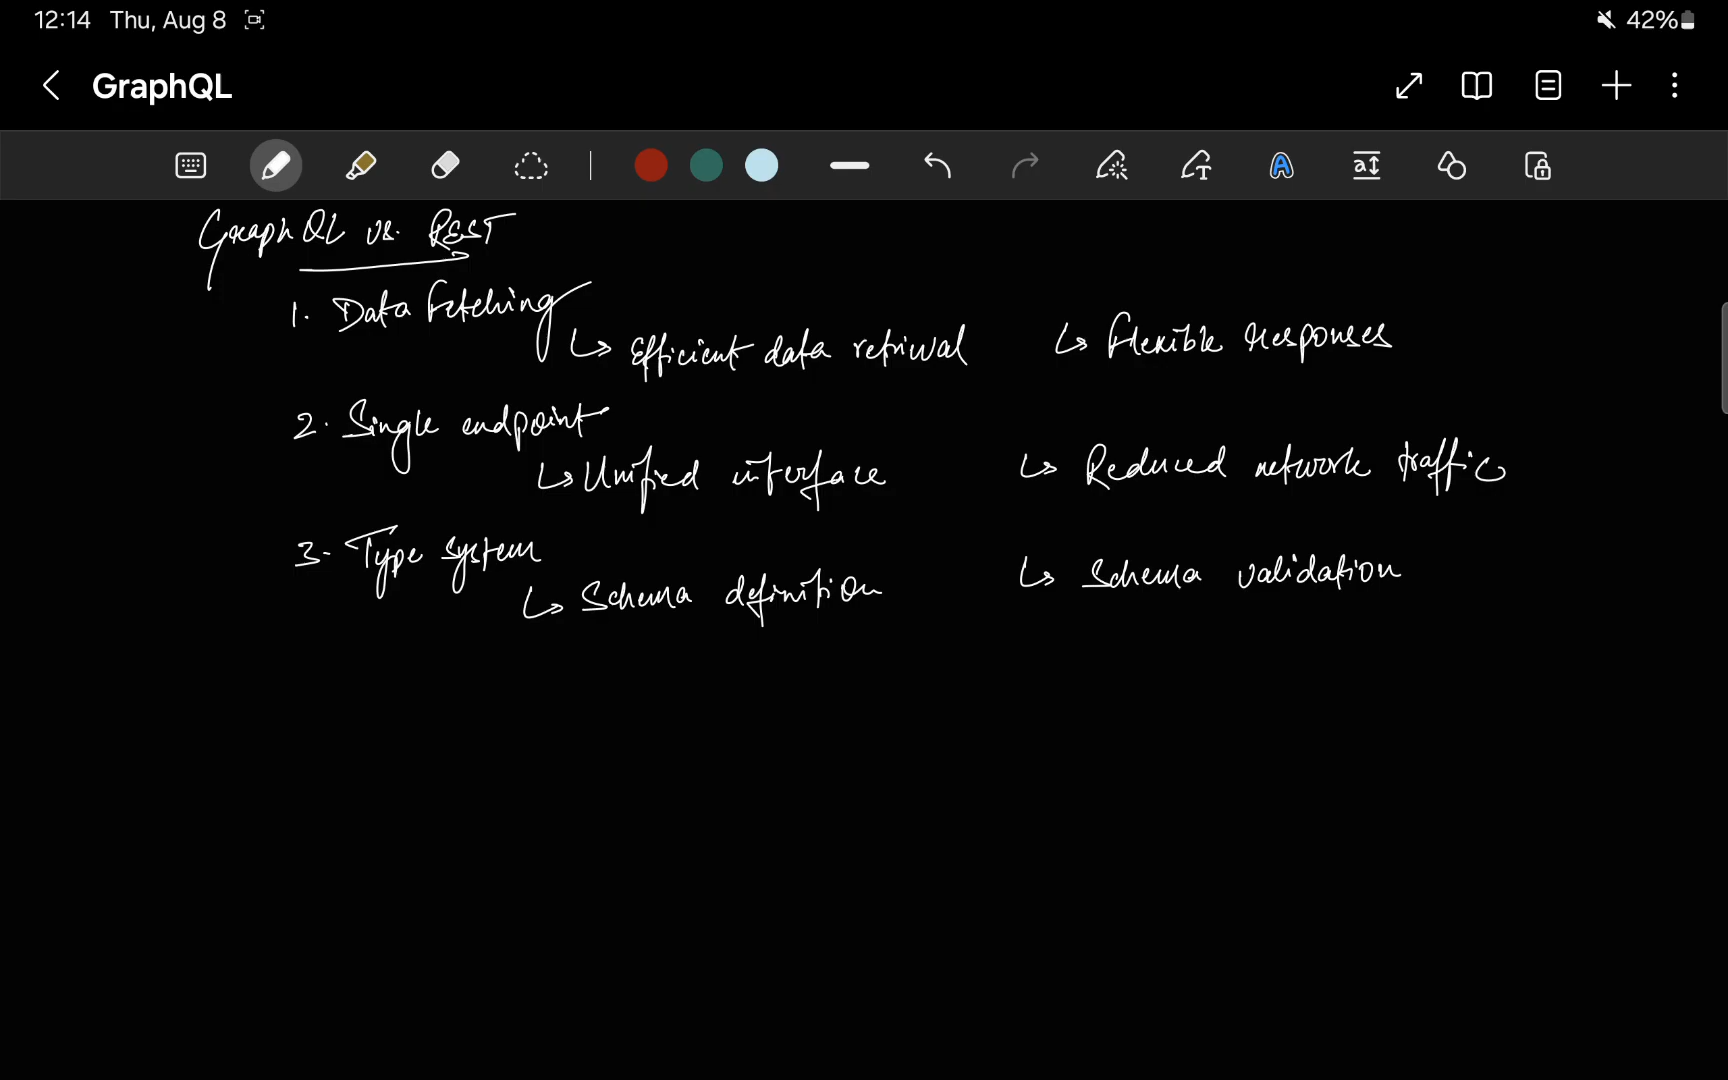 12:14 Thu, Aug 8 42%
GraphQL
GraphQL vs. REST
1. Data Fetching
↳ Efficient data retriwal ↳ Flexible responses
2. Single endpoint
↳ Unified interface ↳ Reduced network traffic
3. Type system
↳ Schema definition ↳ Schema validation